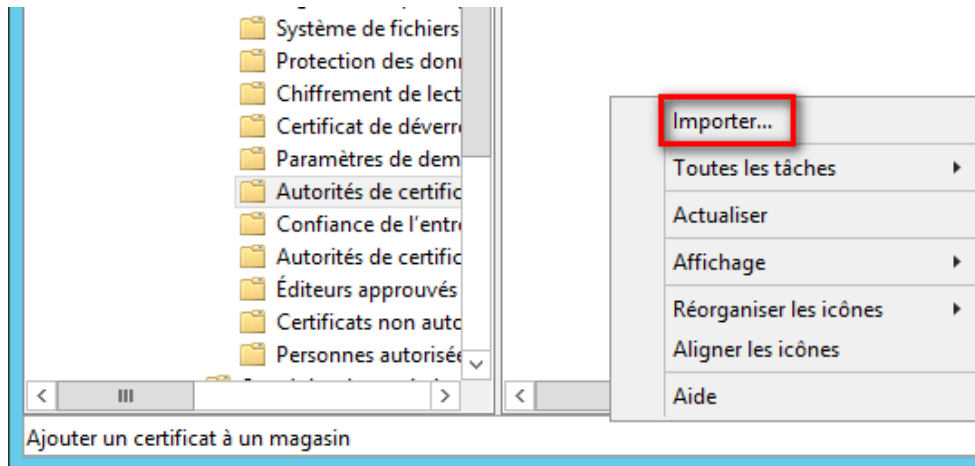 Système de fichiers
Protection des donn
Chiffrement de lect
Certificat de déverro
Paramètres de dem
Autorités de certific
Confiance de l'entre
Autorités de certific
Éditeurs approuvés
Certificats non auto
Personnes autorisée
Importer...
Toutes les tâches
Actualiser
Affichage
Réorganiser les icônes
Aligner les icônes
Aide
Ajouter un certificat à un magasin